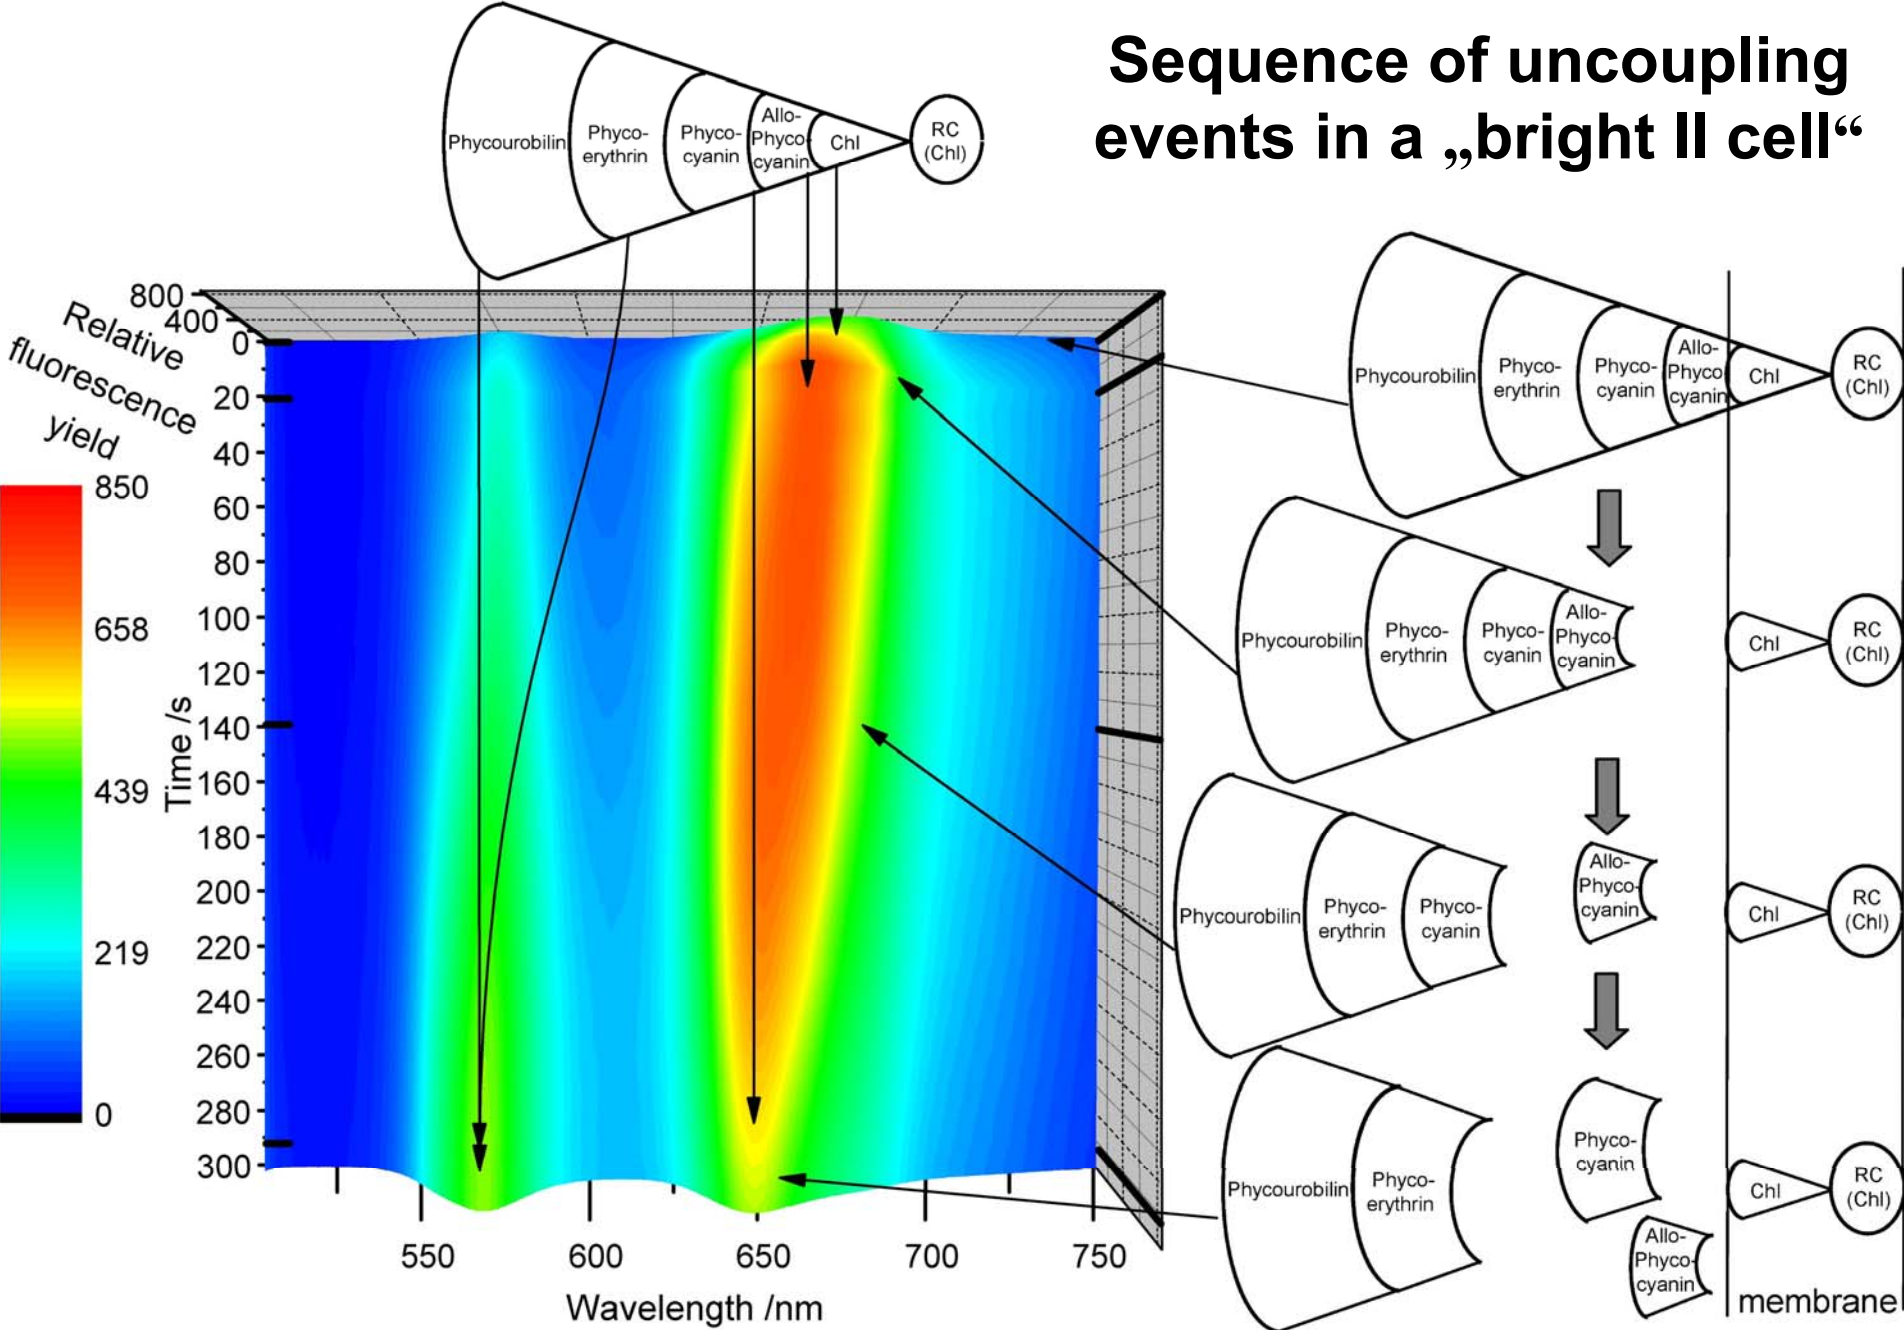 Sequence of uncoupling
events in a „bright II cell“
Phycourobilin
Phyco-
erythrin
Phyco-
cyanin
Allo-
Phyco-
cyanin
Chl
RC
(Chl)
Relative
fluorescence
yield
800
400
0
20
40
60
80
100
120
140
160
180
200
220
240
260
280
300
Time /s
850
658
439
219
0
550
600
650
700
750
Wavelength /nm
Phycourobilin
Phyco-
erythrin
Phyco-
cyanin
Allo-
Phyco
cyanin
Chl
RC
(Chl)
Phycourobilin
Phyco-
erythrin
Phyco-
cyanin
Allo-
Phyco-
cyanin
Chl
RC
(Chl)
Phycourobilin
Phyco-
erythrin
Phyco-
cyanin
Allo-
Phyco-
cyanin
Chl
RC
(Chl)
Phycourobilin
Phyco-
erythrin
Phyco-
cyanin
Allo-
Phyco-
cyanin
Chl
RC
(Chl)
membrane